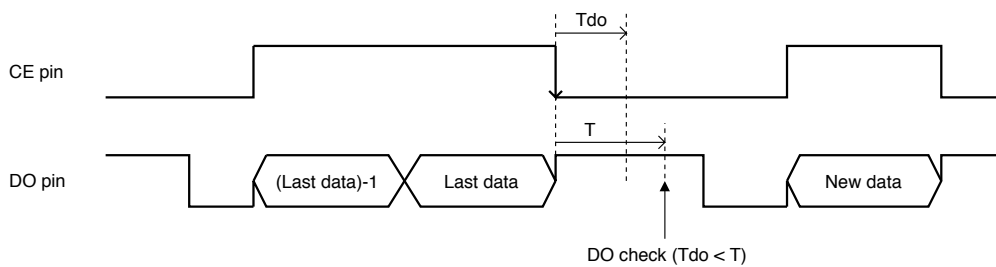 Tdo
CE pin
T
DO pin
(Last data)-1
Last data
New data
DO check (Tdo < T)